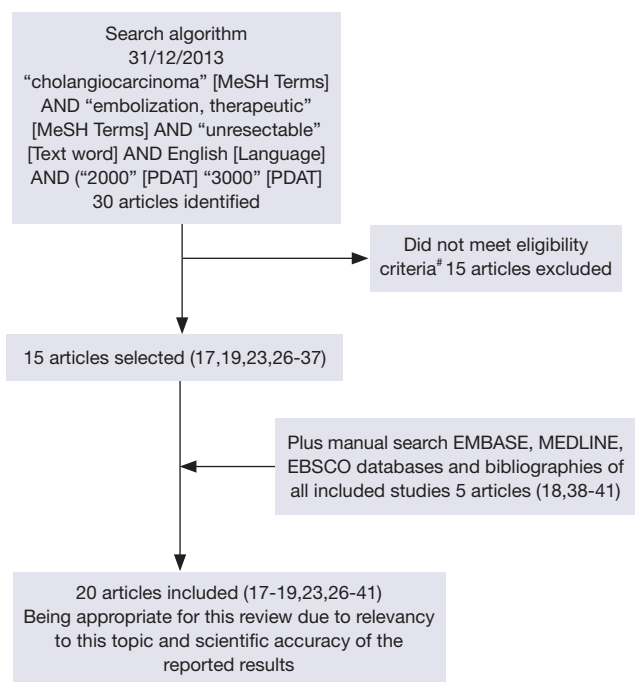 Search algorithm
31/12/2013
“cholangiocarcinoma” [MeSH Terms]
AND “embolization, therapeutic”
[MeSH Terms] AND “unresectable”
[Text word] AND English [Language]
AND (“2000” [PDAT] “3000” [PDAT]
30 articles identified
Did not meet eligibility
criteria# 15 articles excluded
15 articles selected (17,19,23,26-37)
Plus manual search EMBASE, MEDLINE,
EBSCO databases and bibliographies of
all included studies 5 articles (18,38-41)
20 articles included (17-19,23,26-41)
Being appropriate for this review due to relevancy
to this topic and scientific accuracy of the
reported results